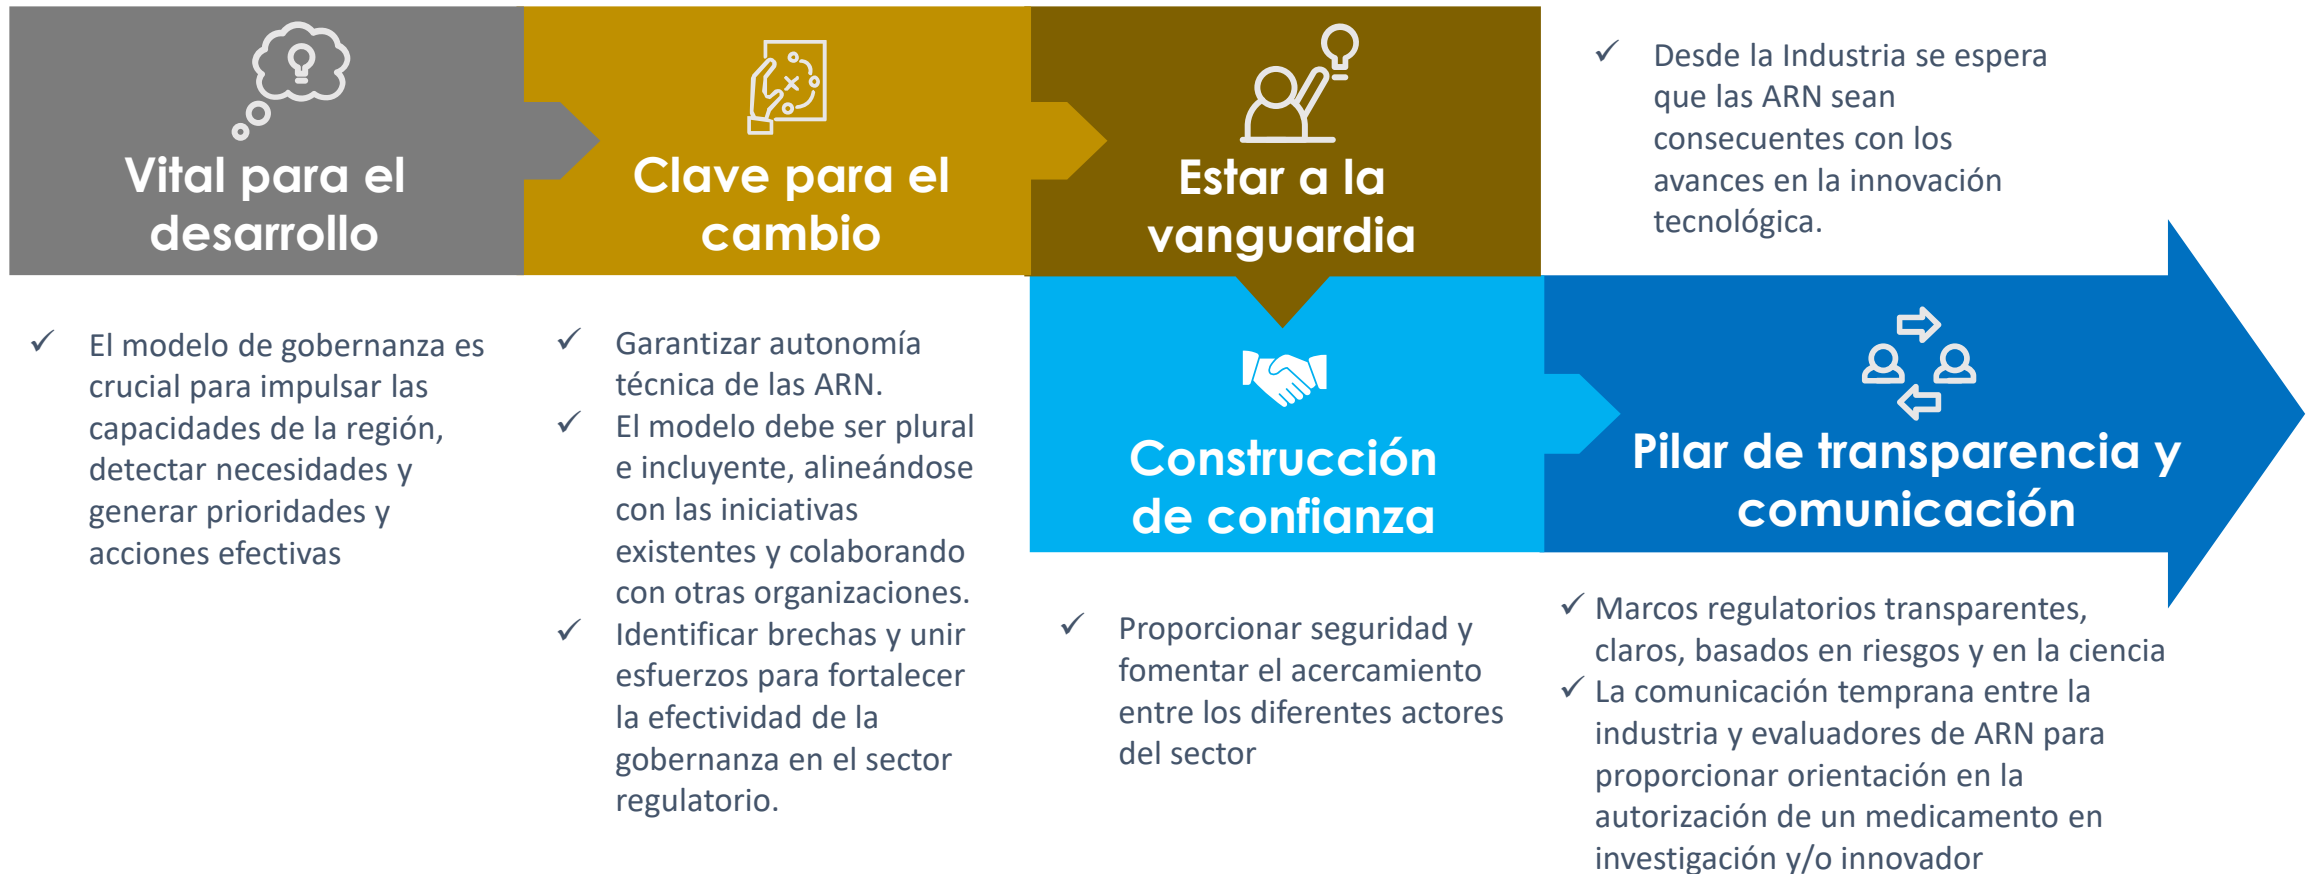 Vital para el
desarrollo
El modelo de gobernanza es
crucial para impulsar las
capacidades de la región,
detectar necesidades y
generar prioridades y
acciones efectivas
Clave para el
cambio
Garantizar autonomía
técnica de las ARN.
El modelo debe ser plural
e incluyente, alineándose
con las iniciativas
existentes y colaborando
con otras organizaciones.
Identificar brechas y unir
esfuerzos para fortalecer
la efectividad de la
gobernanza en el sector
regulatorio.
Estar a la
vanguardia
Desde la Industria se espera
que las ARN sean
consecuentes con los
avances en la innovación
tecnológica.
Construcción
de confianza
Proporcionar seguridad y
fomentar el acercamiento
entre los diferentes actores
del sector
Pilar de transparencia y
comunicación
Marcos regulatorios transparentes,
claros, basados en riesgos y en la ciencia
La comunicación temprana entre la
industria y evaluadores de ARN para
proporcionar orientación en la
autorización de un medicamento en
investigación y/o innovador